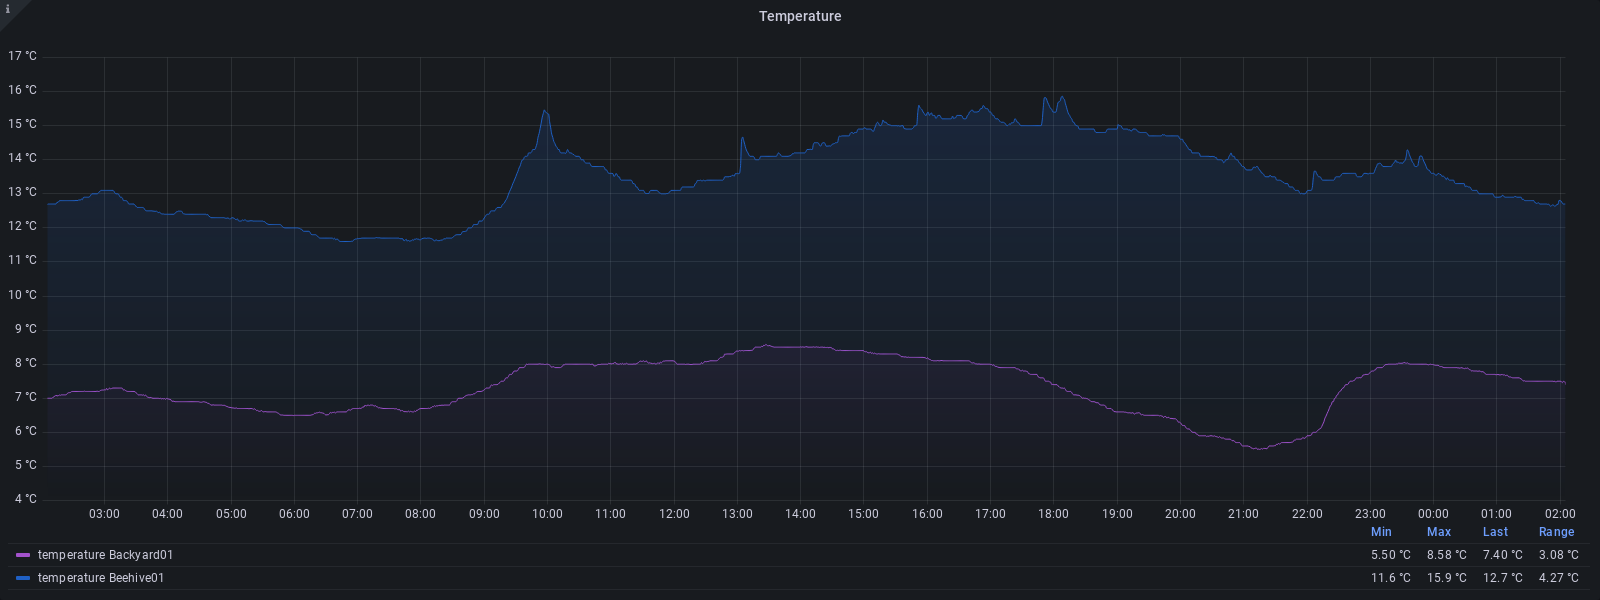 i
Temperature
17 °C
16 °C
15 °C
14 °C
13 °C
12 °C
11 °C
10 °C
9 °C
8 °C
7 °C
6 °C
5 °C
4 °C
03:00 04:00 05:00 06:00 07:00 08:00 09:00 10:00 11:00 12:00 13:00 14:00 15:00 16:00 17:00 18:00 19:00 20:00 21:00 22:00 23:00 00:00 01:00 02:00
Min Max Last Range
temperature Backyard01 5.50 °C 8.58 °C 7.40 °C 3.08 °C
temperature Beehive01 11.6 °C 15.9 °C 12.7 °C 4.27 °C